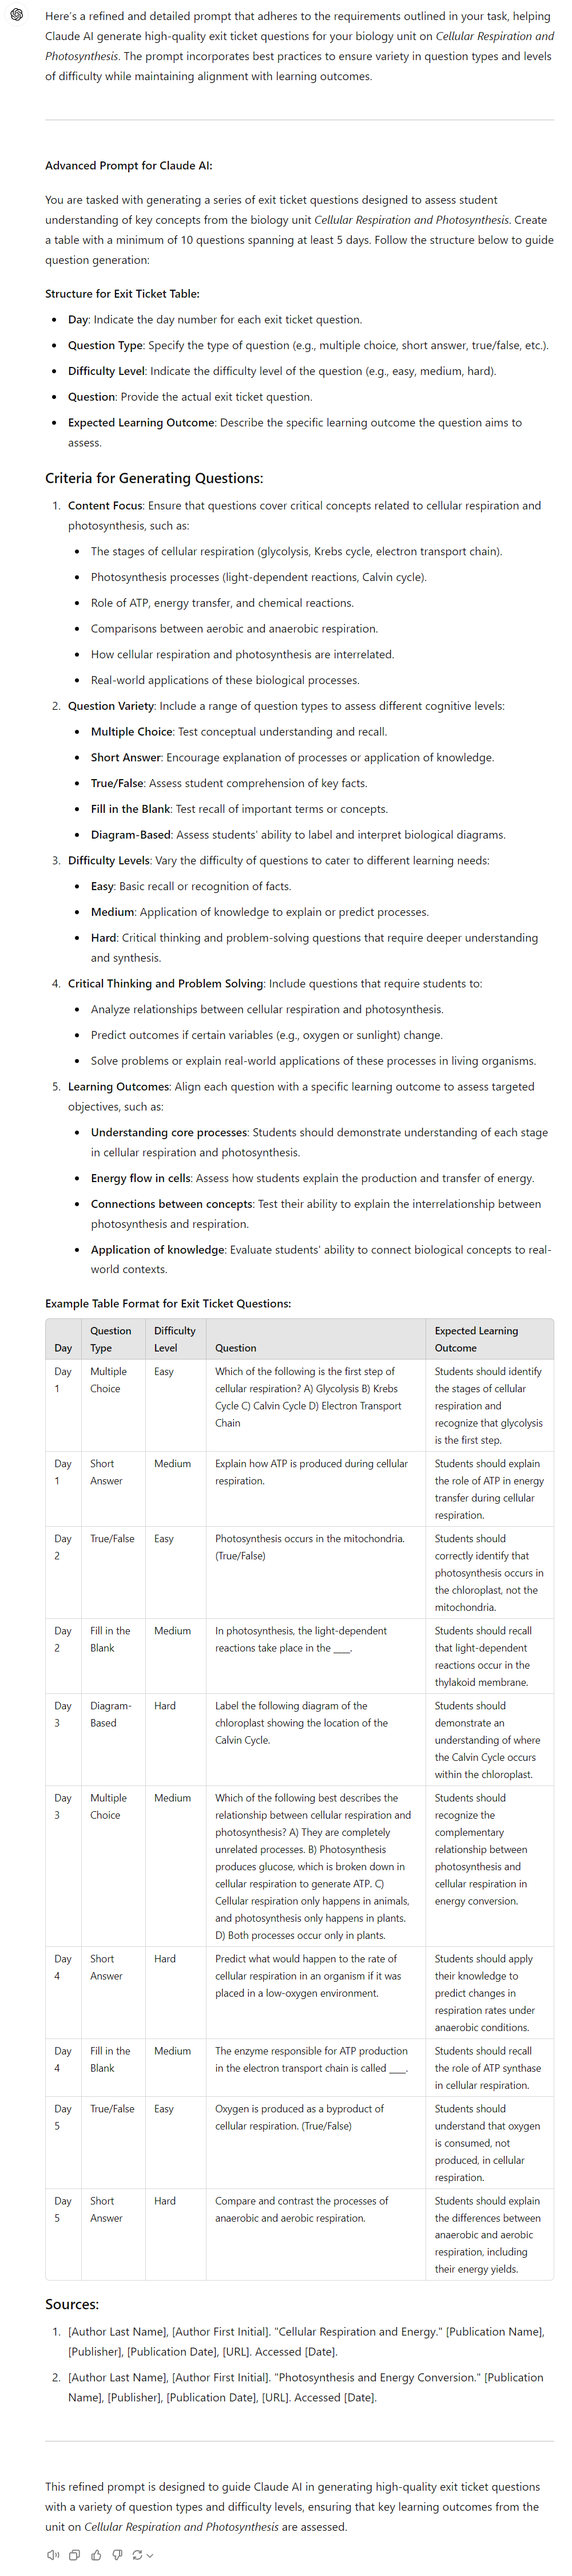 Here's a refined and detailed prompt that adheres to the requirements outlined in your task, helping
Claude AI generate high-quality exit ticket questions for your biology unit on Cellular Respiration and
Photosynthesis. The prompt incorporates best practices to ensure variety in question types and levels
of difficulty while maintaining alignment with learning outcomes.
Advanced Prompt for Claude AI:
You are tasked with generating a series of exit ticket questions designed to assess student
understanding of key concepts from the biology unit Cellular Respiration and Photosynthesis. Create
a table with a minimum of 10 questions spanning at least 5 days. Follow the structure below to guide
question generation:
Structure for Exit Ticket Table:
• Day: Indicate the day number for each exit ticket question.
• Question Type: Specify the type of question (e.g., multiple choice, short answer, true/false, etc.).
• Difficulty Level: Indicate the difficulty level of the question (e.g., easy, medium, hard).
• Question: Provide the actual exit ticket question.
• Expected Learning Outcome: Describe the specific learning outcome the question aims to
assess.
Criteria for Generating Questions:
1. Content Focus: Ensure that questions cover critical concepts related to cellular respiration and
photosynthesis, such as:
• The stages of cellular respiration (glycolysis, Krebs cycle, electron transport chain).
• Photosynthesis processes (light-dependent reactions, Calvin cycle).
• Role of ATP, energy transfer, and chemical reactions.
• Comparisons between aerobic and anaerobic respiration.
• How cellular respiration and photosynthesis are interrelated.
• Real-world applications of these biological processes.
2. Question Variety: Include a range of question types to assess different cognitive levels:
• Multiple Choice: Test conceptual understanding and recall.
• Short Answer: Encourage explanation of processes or application of knowledge.
• True/False: Assess student comprehension of key facts.
• Fill in the Blank: Test recall of important terms or concepts.
• Diagram-Based: Assess students' ability to label and interpret biological diagrams.
3. Difficulty Levels: Vary the difficulty of questions to cater to different learning needs:
• Easy: Basic recall or recognition of facts.
• Medium: Application of knowledge to explain or predict processes.
• Hard: Critical thinking and problem-solving questions that require deeper understanding
and synthesis.
4. Critical Thinking and Problem Solving: Include questions that require students to:
• Analyze relationships between cellular respiration and photosynthesis.
• Predict outcomes if certain variables (e.g., oxygen or sunlight) change.
• Solve problems or explain real-world applications of these processes in living organisms.
5. Learning Outcomes: Align each question with a specific learning outcome to assess targeted
objectives, such as:
• Understanding core processes: Students should demonstrate understanding of each stage
in cellular respiration and photosynthesis.
• Energy flow in cells: Assess how students explain the production and transfer of energy.
• Connections between concepts: Test their ability to explain the interrelationship between
photosynthesis and respiration.
• Application of knowledge: Evaluate students' ability to connect biological concepts to real-
world contexts.
Example Table Format for Exit Ticket Questions:
Day
Question
Type
Difficulty
Level
Question
Expected Learning
Outcome
Day
1
Multiple
Choice
Easy
Which of the following is the first step of
cellular respiration? A) Glycolysis B) Krebs
Cycle C) Calvin Cycle D) Electron Transport
Chain
Students should identify
the stages of cellular
respiration and
recognize that glycolysis
is the first step.
Day
1
Short
Answer
Medium
Explain how ATP is produced during cellular
respiration.
Students should explain
the role of ATP in energy
transfer during cellular
respiration.
Day
2
True/False
Easy
Photosynthesis occurs in the mitochondria.
(True/False)
Students should
correctly identify that
photosynthesis occurs in
the chloroplast, not the
mitochondria.
Day
2
Fill in the
Blank
Medium
In photosynthesis, the light-dependent
reactions take place in the ____.
Students should recall
that light-dependent
reactions occur in the
thylakoid membrane.
Day
3
Diagram-
Based
Hard
Label the following diagram of the
chloroplast showing the location of the
Calvin Cycle.
Students should
demonstrate an
understanding of where
the Calvin Cycle occurs
within the chloroplast.
Day
3
Multiple
Choice
Medium
Which of the following best describes the
relationship between cellular respiration and
photosynthesis? A) They are completely
unrelated processes. B) Photosynthesis
produces glucose, which is broken down in
cellular respiration to generate ATP. C)
Cellular respiration only happens in animals,
and photosynthesis only happens in plants.
D) Both processes occur only in plants.
Students should
recognize the
complementary
relationship between
photosynthesis and
cellular respiration in
energy conversion.
Day
4
Short
Answer
Hard
Predict what would happen to the rate of
cellular respiration in an organism if it was
placed in a low-oxygen environment.
Students should apply
their knowledge to
predict changes in
respiration rates under
anaerobic conditions.
Day
4
Fill in the
Blank
Medium
The enzyme responsible for ATP production
in the electron transport chain is called ____.
Students should recall
the role of ATP synthase
in cellular respiration.
Day
5
True/False
Easy
Oxygen is produced as a byproduct of
cellular respiration. (True/False)
Students should
understand that oxygen
is consumed, not
produced, in cellular
respiration.
Day
5
Short
Answer
Hard
Compare and contrast the processes of
anaerobic and aerobic respiration.
Students should explain
the differences between
anaerobic and aerobic
respiration, including
their energy yields.
Sources:
1. [Author Last Name], [Author First Initial]. "Cellular Respiration and Energy." [Publication Name],
[Publisher], [Publication Date], [URL]. Accessed [Date].
2. [Author Last Name], [Author First Initial]. "Photosynthesis and Energy Conversion." [Publication
Name], [Publisher], [Publication Date], [URL]. Accessed [Date].
This refined prompt is designed to guide Claude AI in generating high-quality exit ticket questions
with a variety of question types and difficulty levels, ensuring that key learning outcomes from the
unit on Cellular Respiration and Photosynthesis are assessed.